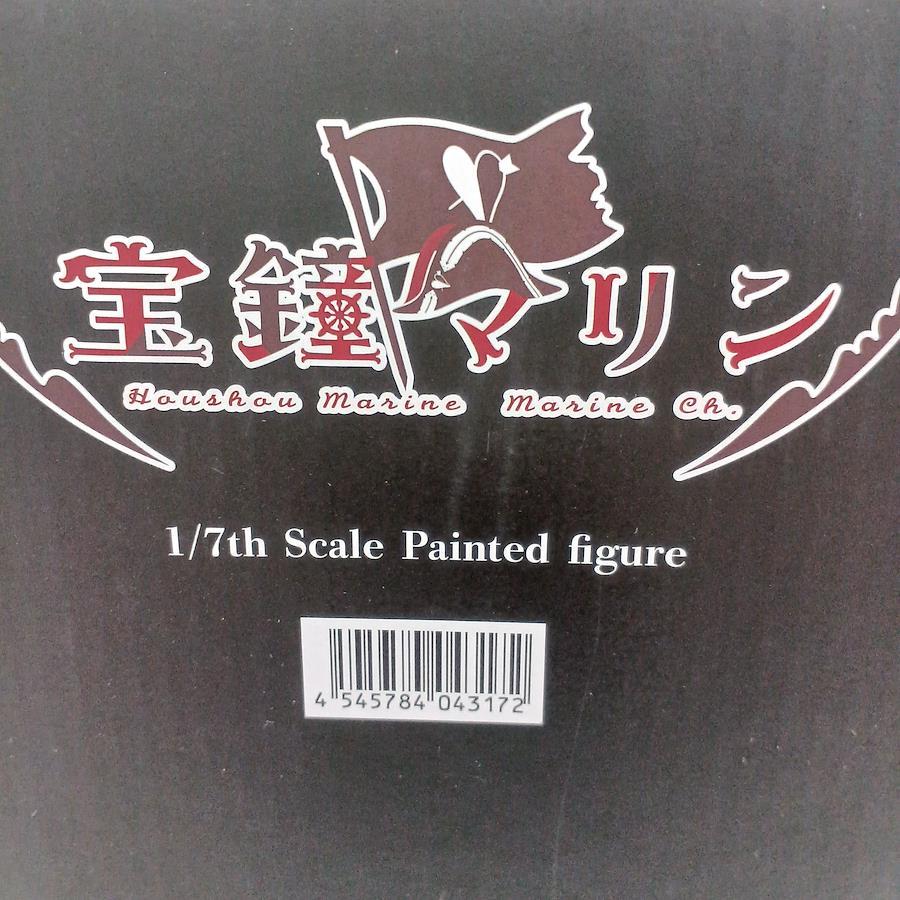 宝鐘マリン
Houshou Marine Marine Ch.
1/7th Scale Painted figure
4 545784 043172